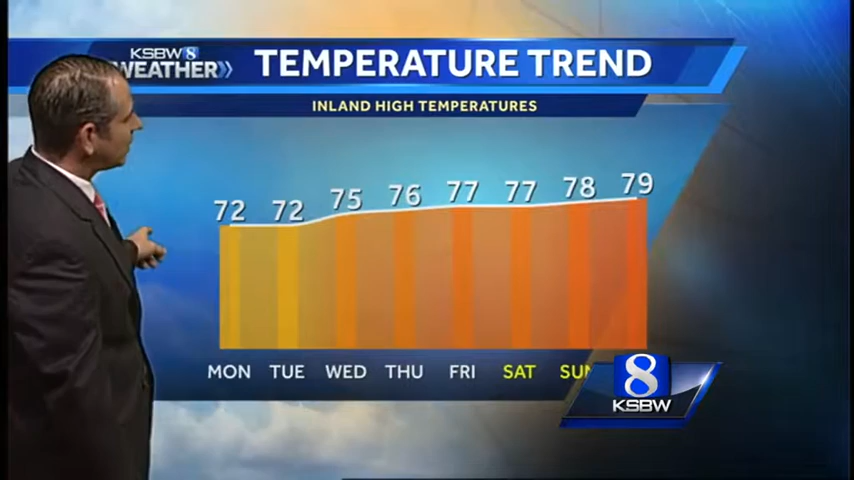 KSBW 8
WEATHER
TEMPERATURE TREND
INLAND HIGH TEMPERATURES
72 72 75 76 77 77 78 79
MON TUE WED THU FRI SAT SUN
8
KSBW